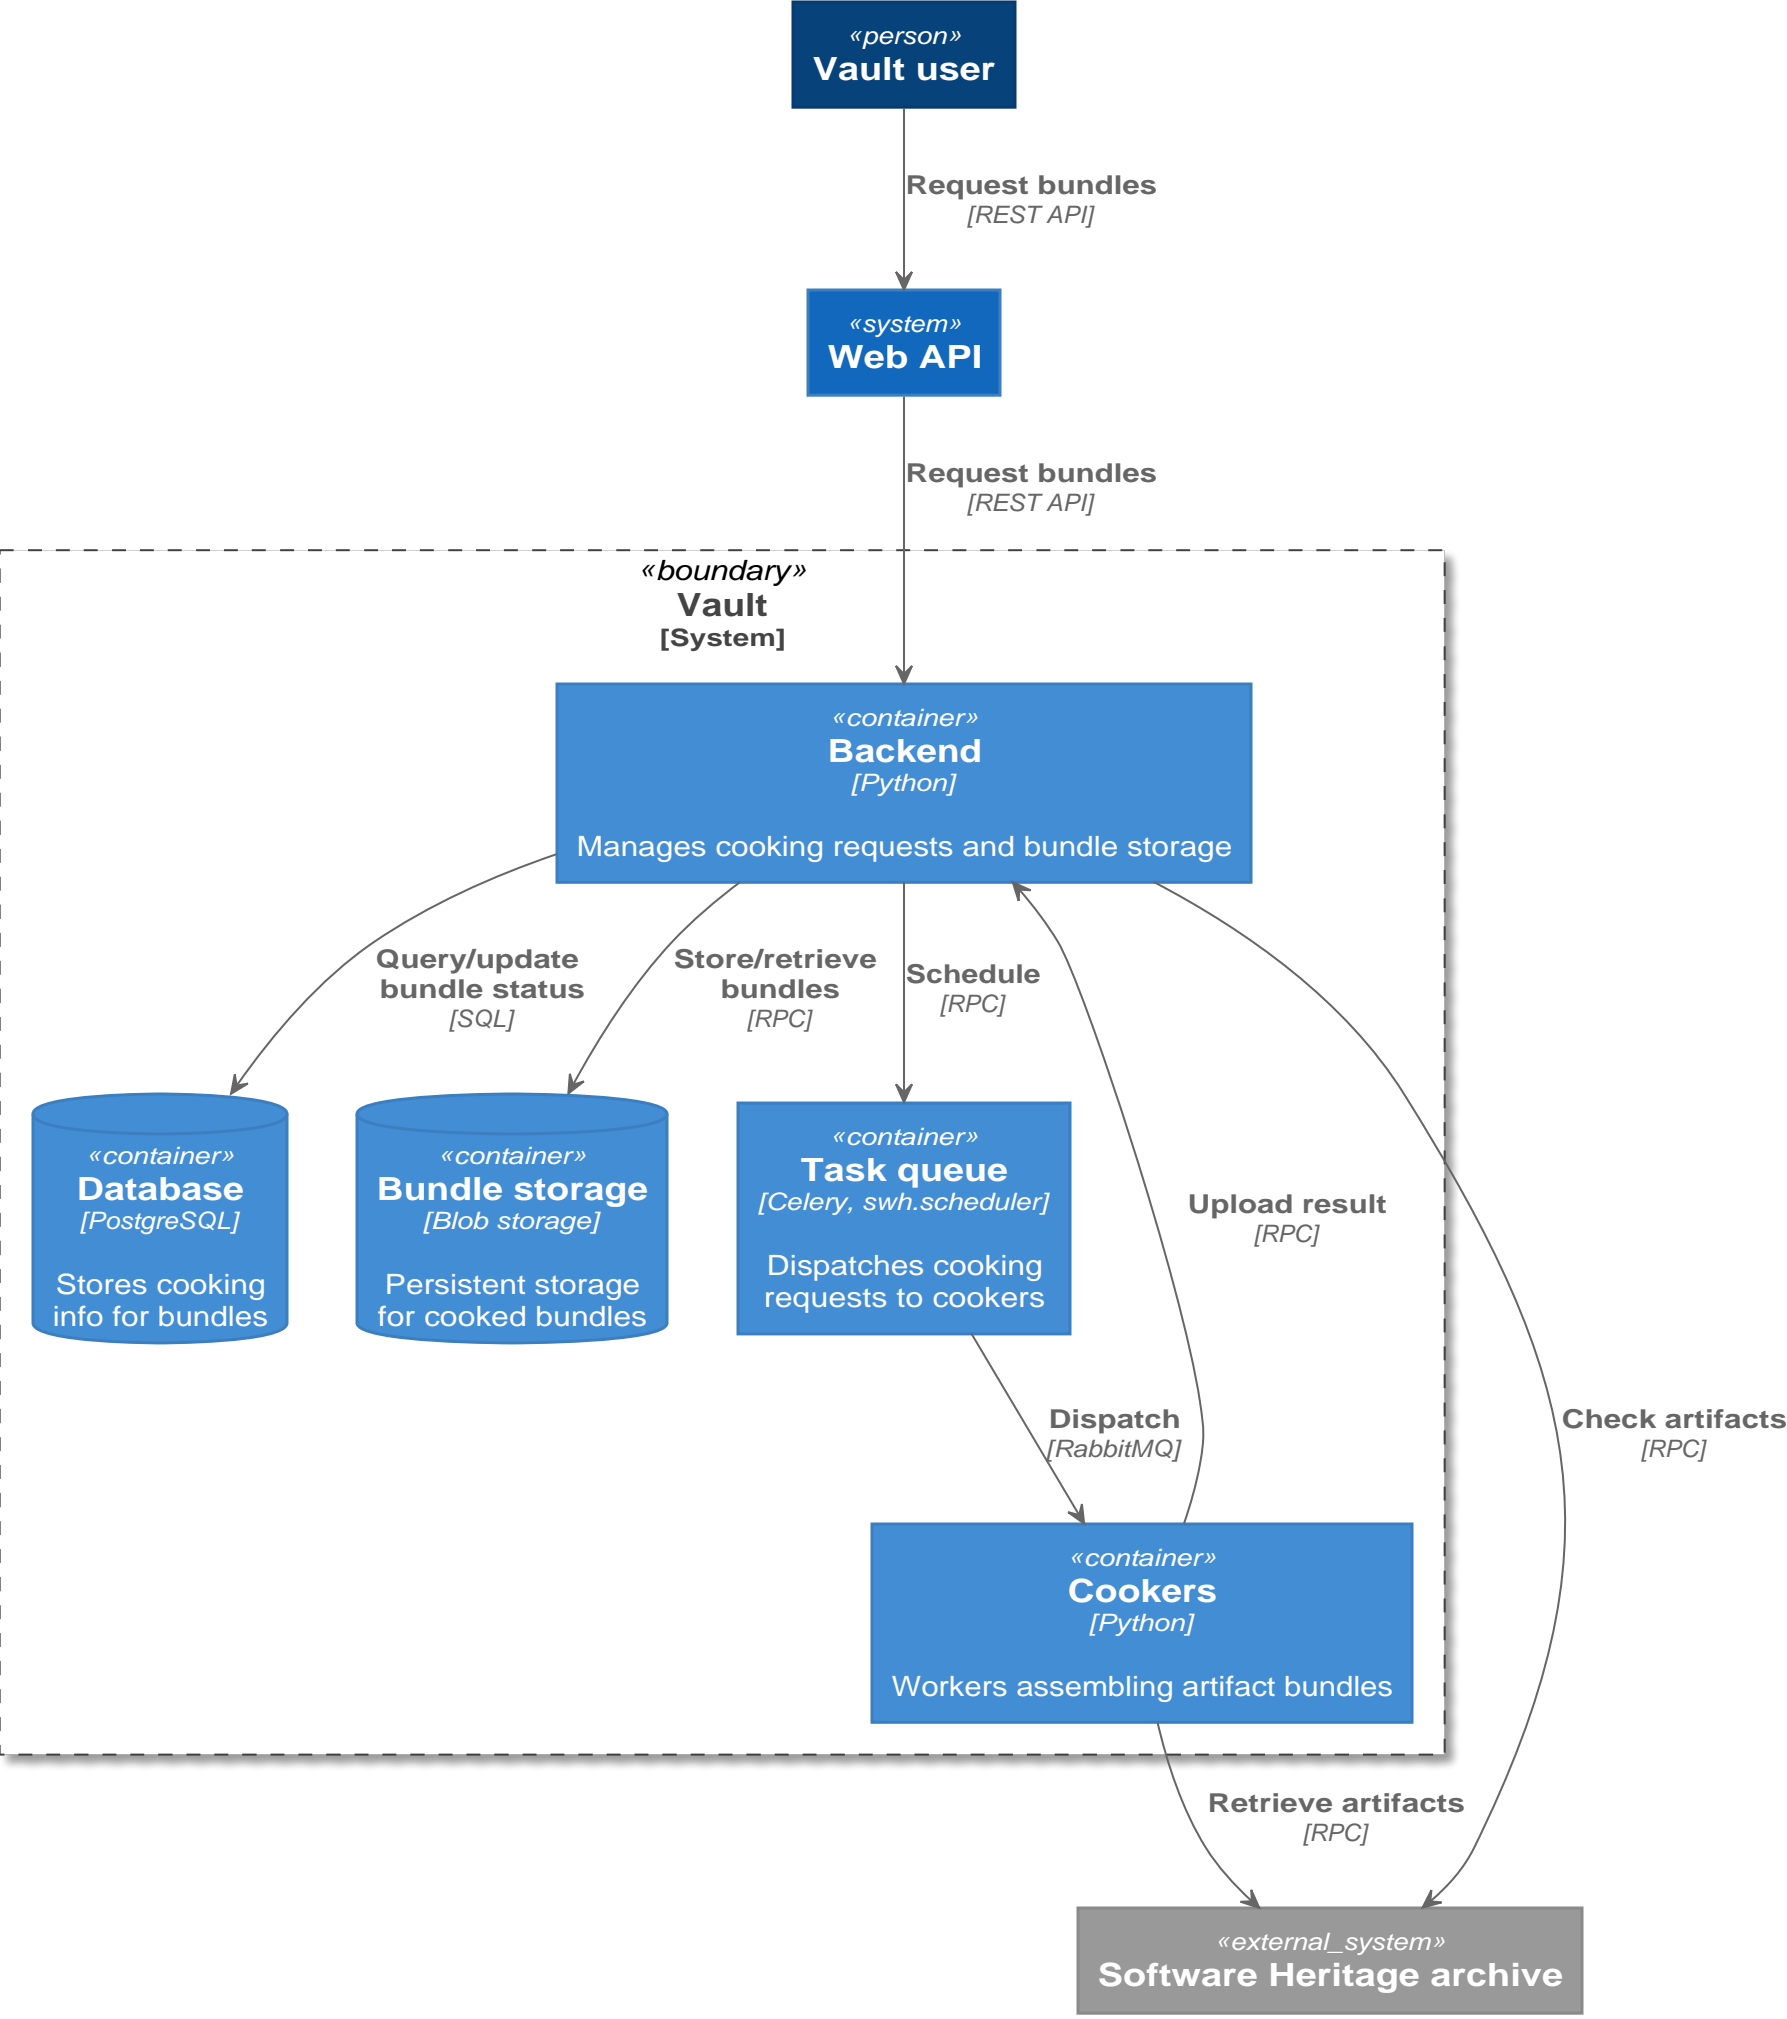 «person»
Vault user
Request bundles
[REST API]
«system»
Web API
Request bundles
[REST API]
«boundary»
Vault
[System]
«container»
Backend
[Python]
Manages cooking requests and bundle storage
Query/update
bundle status
[SQL]
Store/retrieve
bundles
[RPC]
Schedule
[RPC]
«container»
Database
[PostgreSQL]
Stores cooking
info for bundles
«container»
Bundle storage
[Blob storage]
Persistent storage
for cooked bundles
«container»
Task queue
[Celery, swh.scheduler]
Dispatches cooking
requests to cookers
Upload result
[RPC]
Dispatch
[RabbitMQ]
Check artifacts
[RPC]
«container»
Cookers
[Python]
Workers assembling artifact bundles
Retrieve artifacts
[RPC]
«external_system»
Software Heritage archive